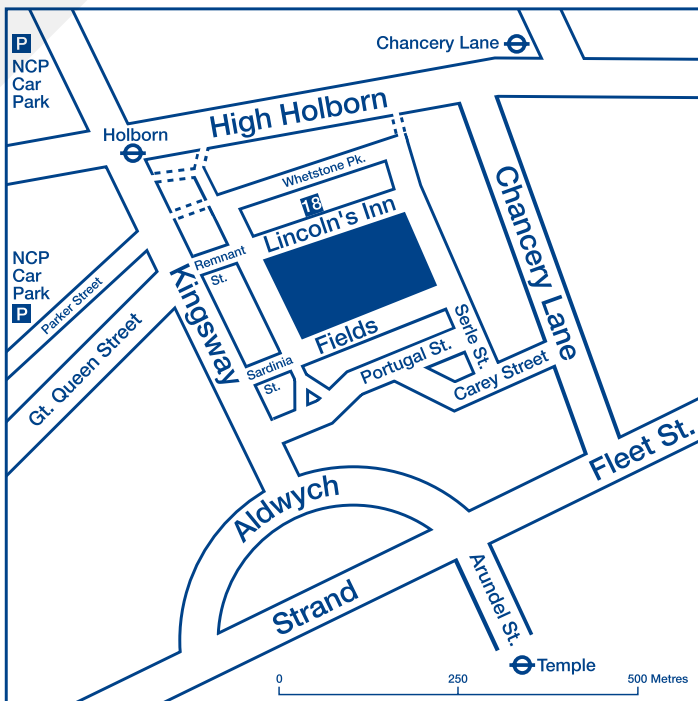 P
NCP
Car
Park
Chancery Lane
High Holborn
Holborn
Whetstone Pk.
18
Lincoln's Inn
Chancery Lane
Remnant
St.
NCP
Car
Park
P
Parker Street
Kingsway
Gt. Queen Street
Fields
Serle St.
Sardinia
St.
Portugal St.
Carey Street
Fleet St.
Aldwych
Strand
Arundel St.
Temple
0 250 500 Metres